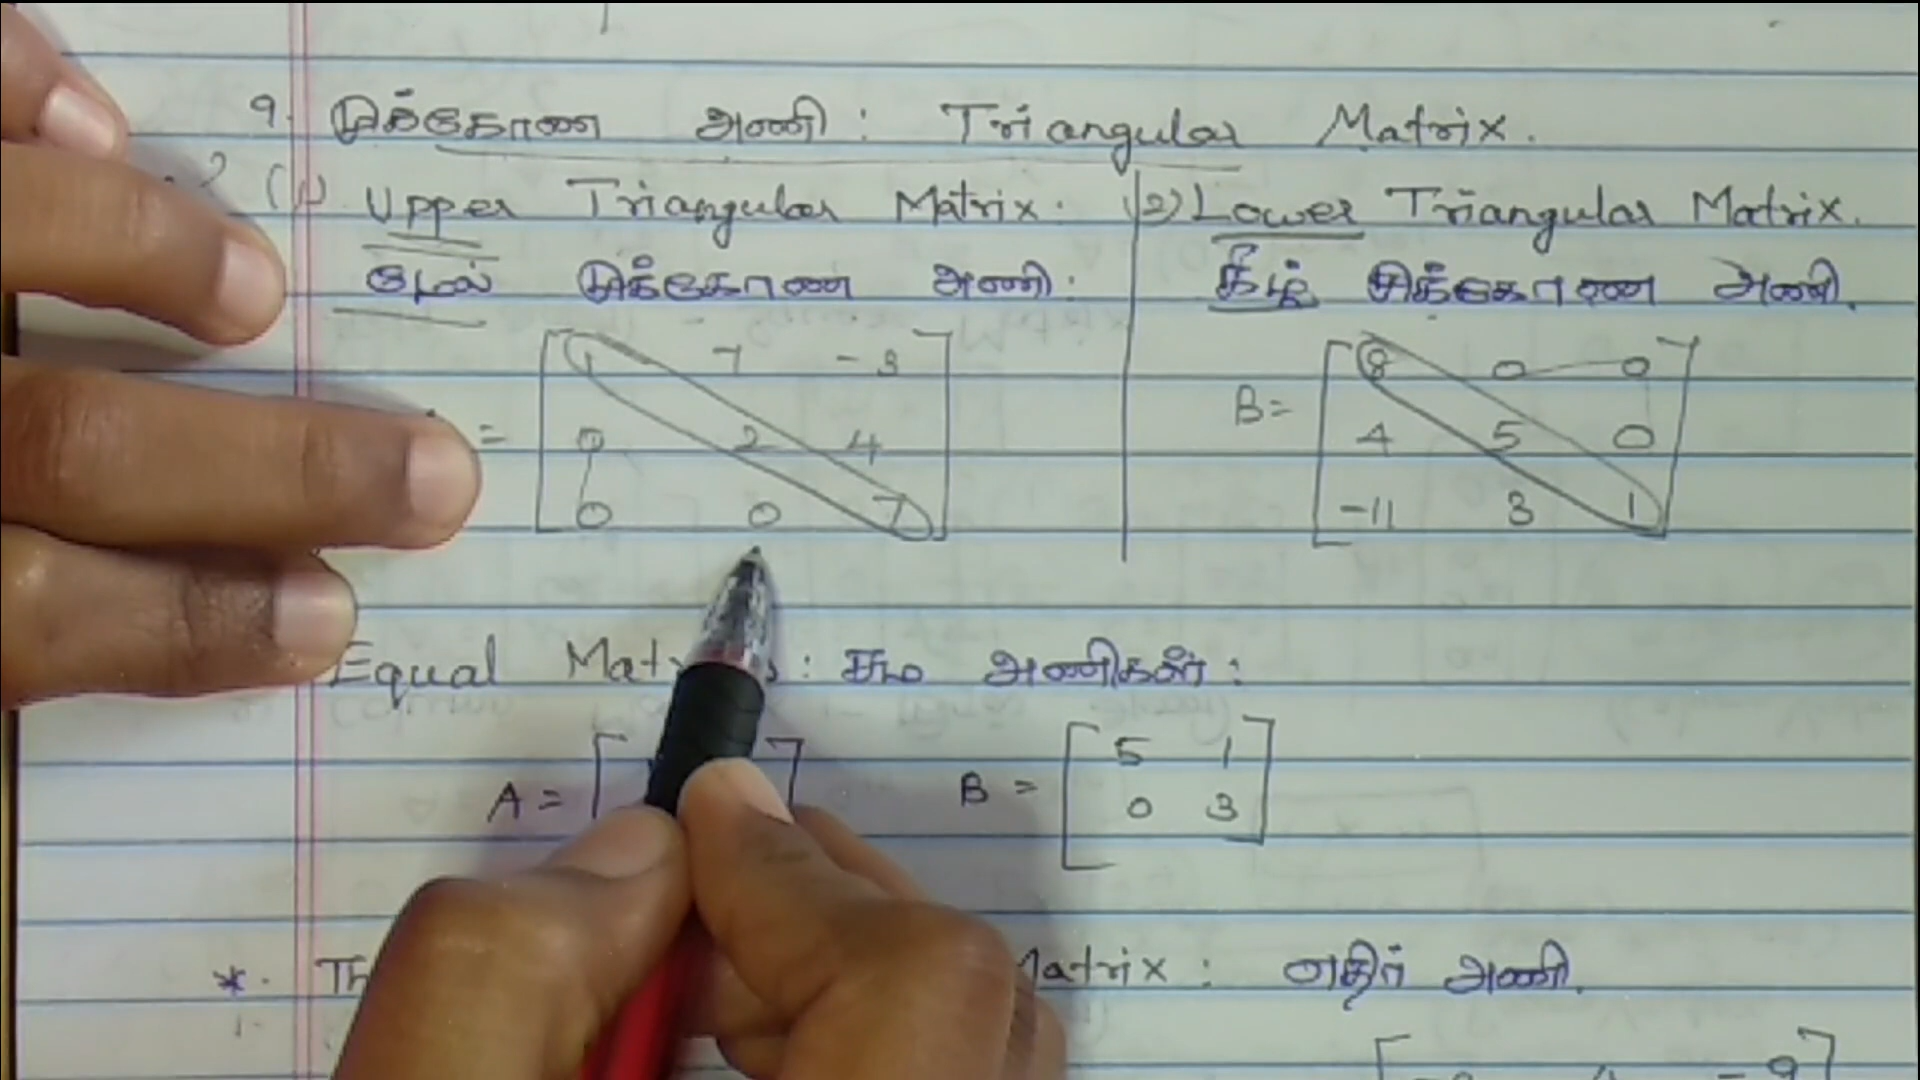 9. முக்கோண அணி : Triangular Matrix.
(1) Upper Triangular Matrix.
மேல் முக்கோண அணி :
= [ 1 7 -3
0 2 4
0 0 7 ]
(2) Lower Triangular Matrix.
கீழ் முக்கோண அணி.
B = [ 8 0 0
4 5 0
-11 3 1 ]
Equal : சம அணிகள் :
A = [ ]
B = [ 5 1
0 3 ]
* . Matrix : எதிர் அணி.